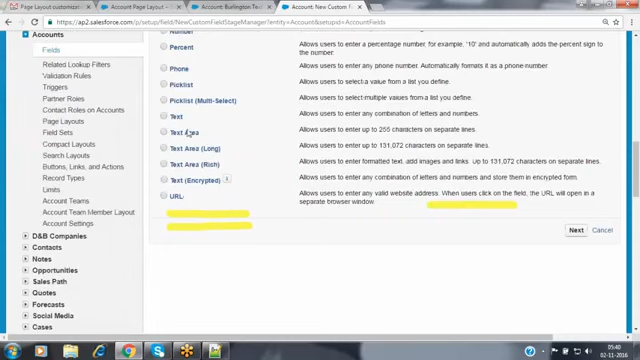 Page Layout customizat
Account Page Layout -
Account: Burlington Te
Account: New Custom F
https://ap2.salesforce.com/p/setup/field/NewCustomFieldStageManager?entity=Account&setupid=AccountFields
Accounts
Fields
Related Lookup Filters
Validation Rules
Triggers
Partner Roles
Contact Roles on Accounts
Page Layouts
Field Sets
Compact Layouts
Search Layouts
Buttons, Links, and Actions
Record Types
Limits
Account Teams
Account Team Member Layout
Account Settings
D&B Companies
Contacts
Notes
Opportunities
Sales Path
Quotes
Forecasts
Social Media
Cases
Number
Percent Allows users to enter a percentage number, for example, '10' and automatically adds the percent sign to
the number.
Phone Allows users to enter any phone number. Automatically formats it as a phone number.
Picklist Allows users to select a value from a list you define.
Picklist (Multi-Select) Allows users to select multiple values from a list you define.
Text Allows users to enter any combination of letters and numbers.
Text Area Allows users to enter up to 255 characters on separate lines.
Text Area (Long) Allows users to enter up to 131,072 characters on separate lines.
Text Area (Rich) Allows users to enter formatted text, add images and links. Up to 131,072 characters on separate lines.
Text (Encrypted) Allows users to enter any combination of letters and numbers and store them in encrypted form.
URL Allows users to enter any valid website address. When users click on the field, the URL will open in a
separate browser window.
Next Cancel
05:40
02-11-2016